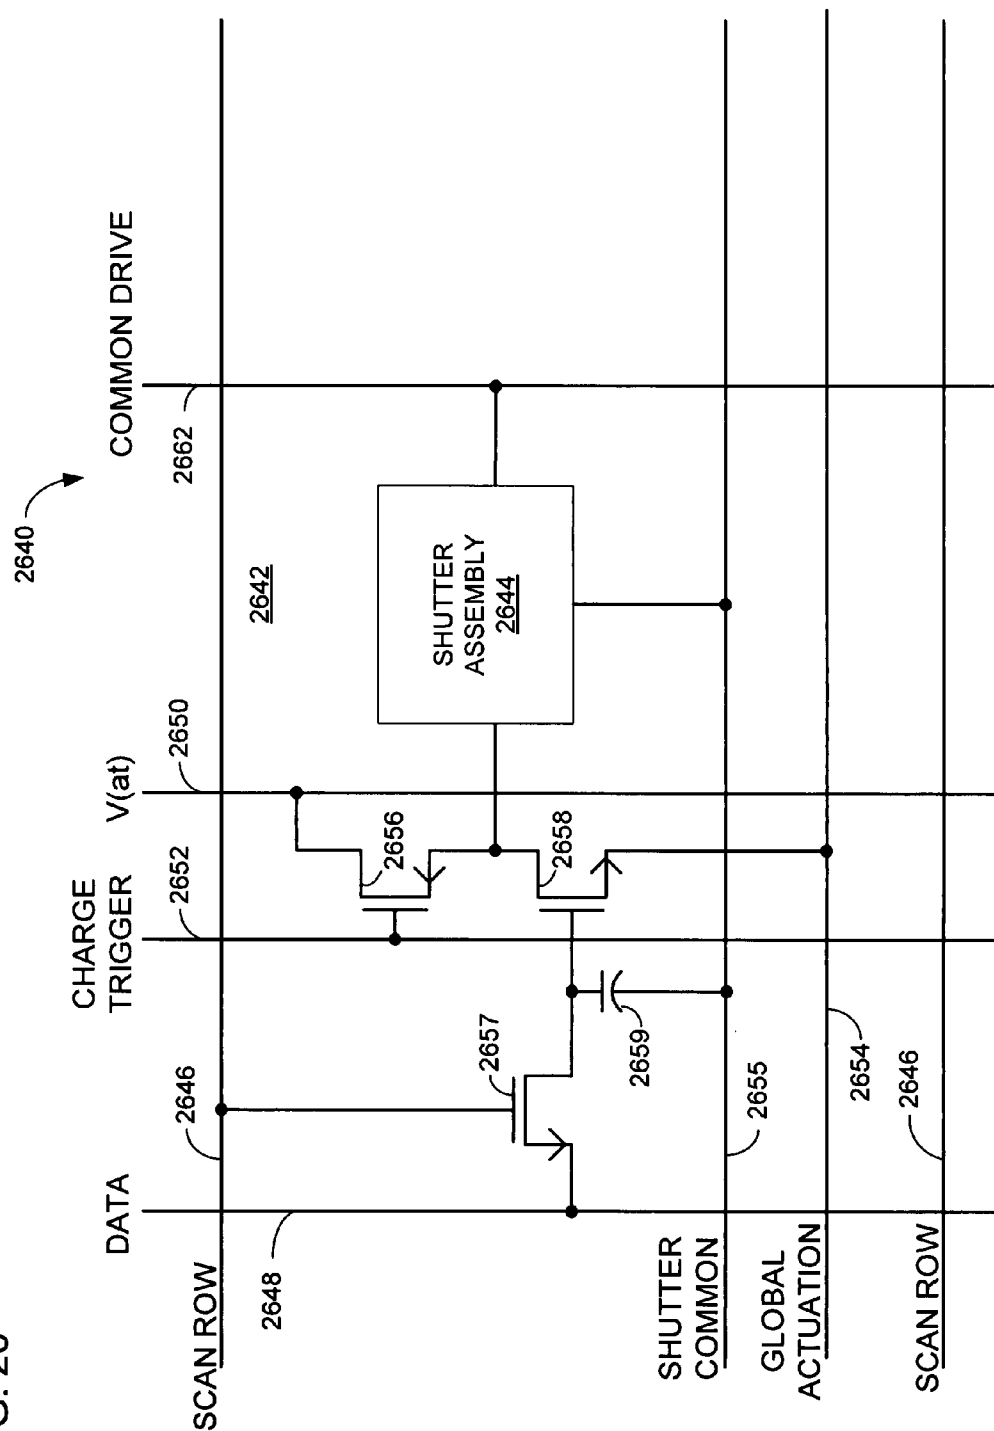 2640
COMMON DRIVE
2662
2642
SHUTTER
ASSEMBLY
2644
V(at)
2650
CHARGE
TRIGGER
2652
2656
2658
2657
2659
2646
DATA
2648
SCAN ROW
2655
SHUTTER
COMMON
2654
GLOBAL
ACTUATION
2646
SCAN ROW